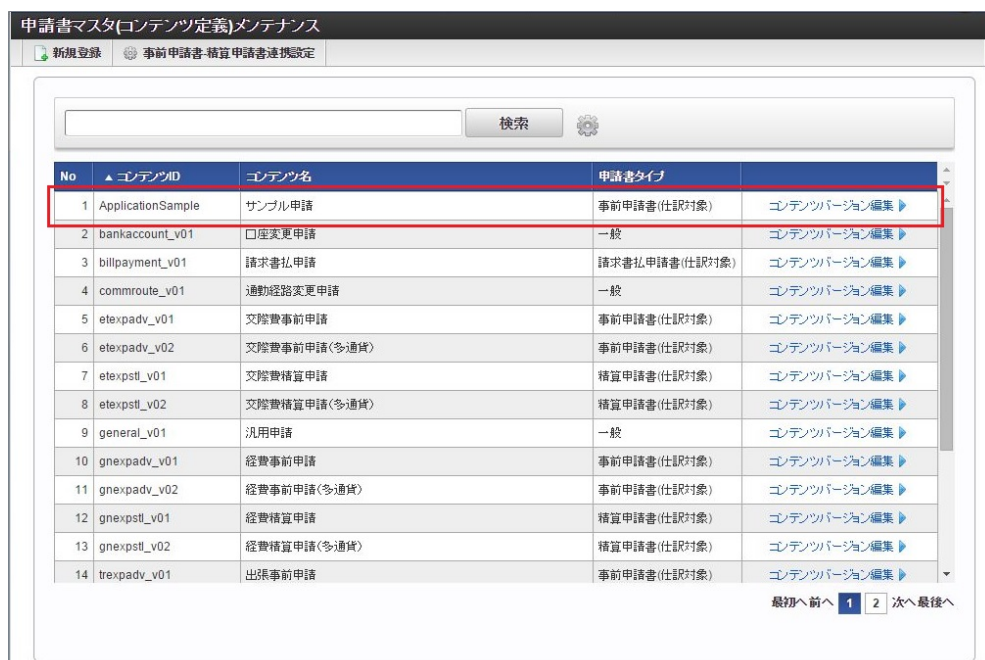 申請書マスタ(コンテンツ定義)メンテナンス
新規登録 事前申請書-精算申請書連携設定
検索
No ▲ コンテンツID コンテンツ名 申請書タイプ
1 ApplicationSample サンプル申請 事前申請書(仕訳対象) コンテンツバージョン編集
2 bankaccount_v01 口座変更申請 一般 コンテンツバージョン編集
3 billpayment_v01 請求書払申請 請求書払申請書(仕訳対象) コンテンツバージョン編集
4 commroute_v01 通勤経路変更申請 一般 コンテンツバージョン編集
5 etexpadv_v01 交際費事前申請 事前申請書(仕訳対象) コンテンツバージョン編集
6 etexpadv_v02 交際費事前申請(多通貨) 事前申請書(仕訳対象) コンテンツバージョン編集
7 etexpstl_v01 交際費精算申請 精算申請書(仕訳対象) コンテンツバージョン編集
8 etexpstl_v02 交際費精算申請(多通貨) 精算申請書(仕訳対象) コンテンツバージョン編集
9 general_v01 汎用申請 一般 コンテンツバージョン編集
10 gnexpadv_v01 経費事前申請 事前申請書(仕訳対象) コンテンツバージョン編集
11 gnexpadv_v02 経費事前申請(多通貨) 事前申請書(仕訳対象) コンテンツバージョン編集
12 gnexpstl_v01 経費精算申請 精算申請書(仕訳対象) コンテンツバージョン編集
13 gnexpstl_v02 経費精算申請(多通貨) 精算申請書(仕訳対象) コンテンツバージョン編集
14 trexpadv_v01 出張事前申請 事前申請書(仕訳対象) コンテンツバージョン編集
最初へ 前へ 1 2 次へ 最後へ